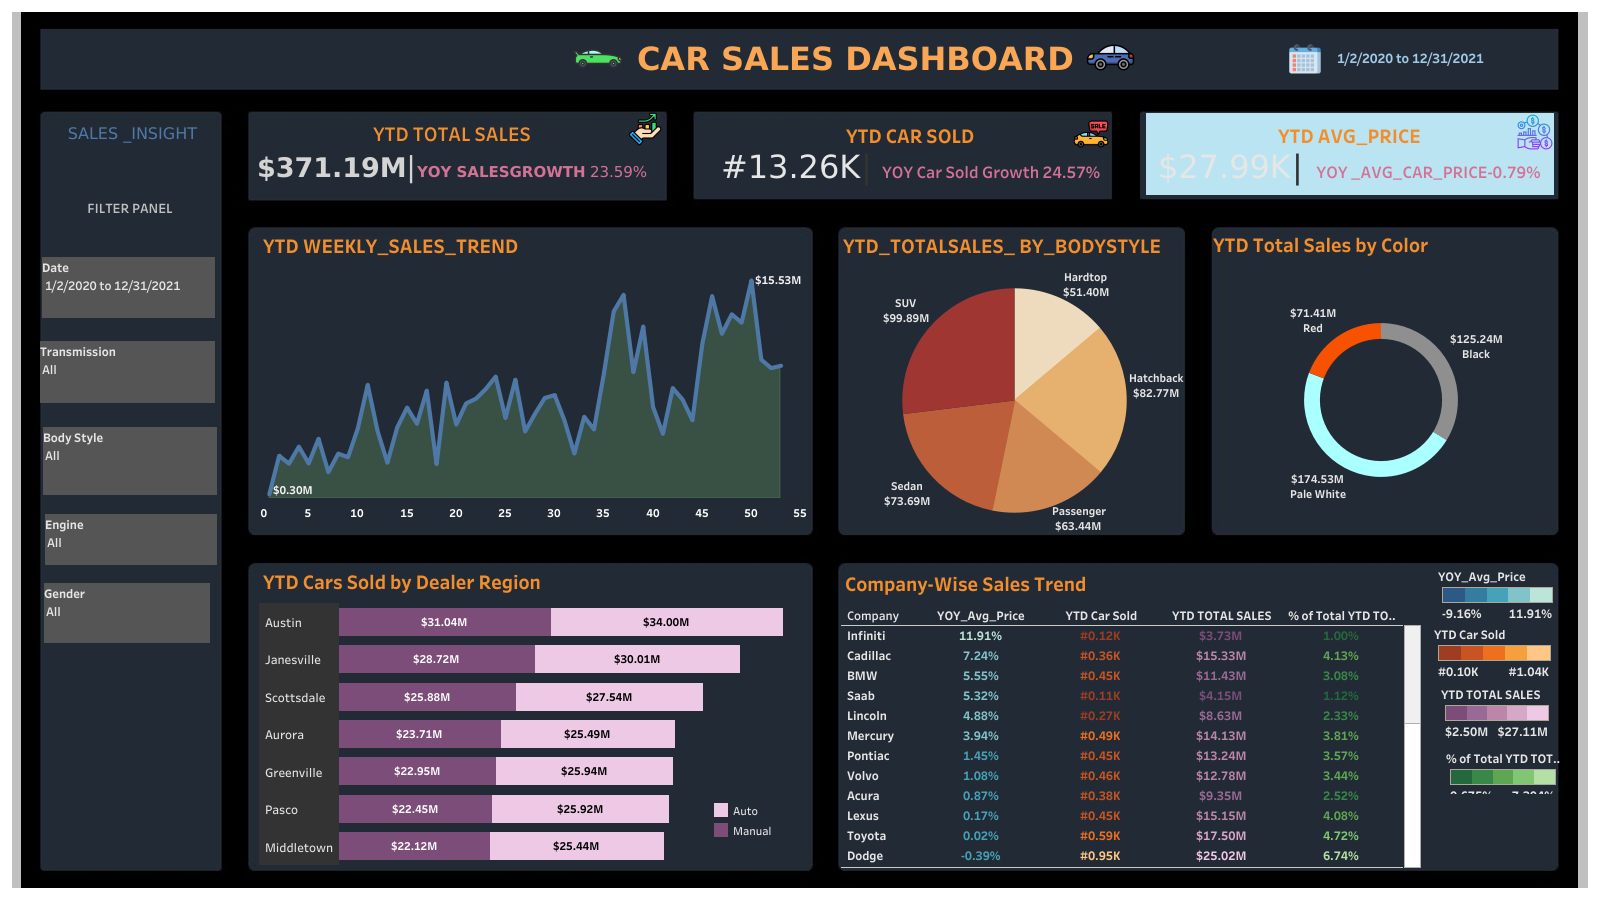 CAR SALES DASHBOARD
1/2/2020 to 12/31/2021
SALES _INSIGHT
FILTER PANEL
Date
1/2/2020 to 12/31/2021
Transmission
All
Body Style
All
Engine
All
Gender
All
YTD TOTAL SALES
$371.19M| YOY SALESGROWTH 23.59%
YTD CAR SOLD
#13.26K YOY Car Sold Growth 24.57%
SALE
YTD AVG_PRICE
$27.99K| YOY _AVG_CAR_PRICE-0.79%
YTD WEEKLY_SALES_TREND
$15.53M
$0.30M
0 5 10 15 20 25 30 35 40 45 50 55
YTD_TOTALSALES_ BY_BODYSTYLE
Hardtop
$51.40M
SUV
$99.89M
Hatchback
$82.77M
Sedan
$73.69M
Passenger
$63.44M
YTD Total Sales by Color
$71.41M
Red
$125.24M
Black
$174.53M
Pale White
YTD Cars Sold by Dealer Region
Austin $31.04M $34.00M
Janesville $28.72M $30.01M
Scottsdale $25.88M $27.54M
Aurora $23.71M $25.49M
Greenville $22.95M $25.94M
Pasco $22.45M $25.92M
Middletown $22.12M $25.44M
Auto
Manual
Company-Wise Sales Trend
Company YOY_Avg_Price YTD Car Sold YTD TOTAL SALES % of Total YTD TO..
Infiniti 11.91% #0.12K $3.73M 1.00%
Cadillac 7.24% #0.36K $15.33M 4.13%
BMW 5.55% #0.45K $11.43M 3.08%
Saab 5.32% #0.11K $4.15M 1.12%
Lincoln 4.88% #0.27K $8.63M 2.33%
Mercury 3.94% #0.49K $14.13M 3.81%
Pontiac 1.45% #0.45K $13.24M 3.57%
Volvo 1.08% #0.46K $12.78M 3.44%
Acura 0.87% #0.38K $9.35M 2.52%
Lexus 0.17% #0.45K $15.15M 4.08%
Toyota 0.02% #0.59K $17.50M 4.72%
Dodge -0.39% #0.95K $25.02M 6.74%
YOY_Avg_Price
-9.16% 11.91%
YTD Car Sold
#0.10K #1.04K
YTD TOTAL SALES
$2.50M $27.11M
% of Total YTD TOT..